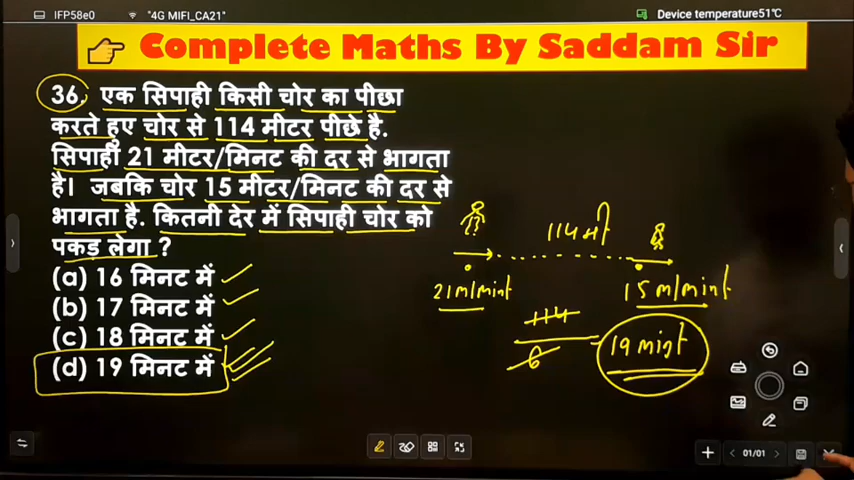 IFP58e0
"4G MIFI_CA21"
Device temperature51℃
Complete Maths By Saddam Sir
36. एक सिपाही किसी चोर का पीछा
करते हुए चोर से 114 मीटर पीछे है.
सिपाही 21 मीटर/मिनट की दर से भागता
है। जबकि चोर 15 मीटर/मिनट की दर से
भागता है. कितनी देर में सिपाही चोर को
पकड़ लेगा ?
(a) 16 मिनट में
(b) 17 मिनट में
(c) 18 मिनट में
(d) 19 मिनट में
114 मी
21m/mint
15m/mint
114
6
19 mint
01/01